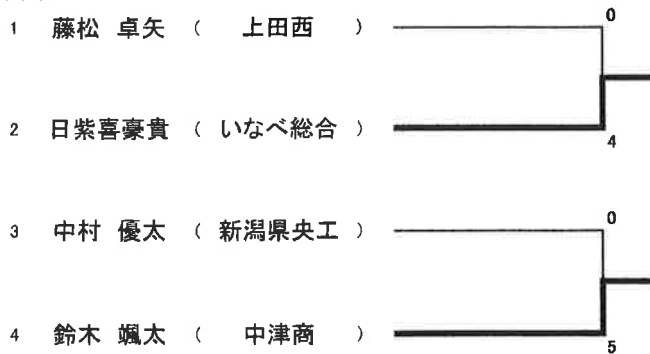 0
1 藤松 卓矢 ( 上田西 )
2 日紫喜豪貴 ( いなべ総合 )
4
0
3 中村 優太 ( 新潟県央工 )
4 鈴木 颯太 ( 中津商 )
5